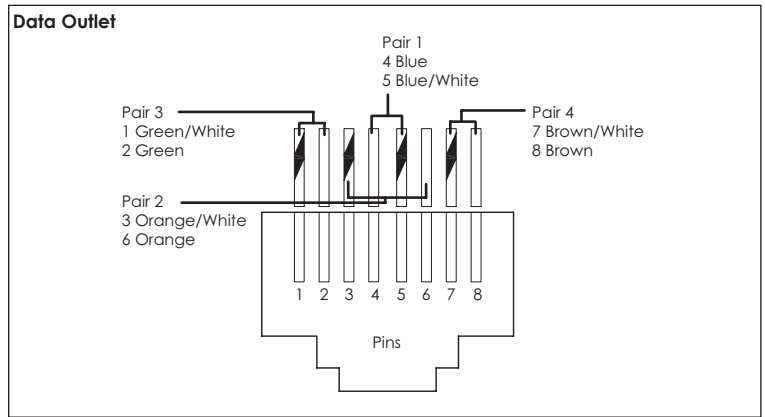 Data Outlet
Pair 1
4 Blue
5 Blue/White
Pair 3
1 Green/White
2 Green
Pair 4
7 Brown/White
8 Brown
Pair 2
3 Orange/White
6 Orange
1 2 3 4 5 6 7 8
Pins